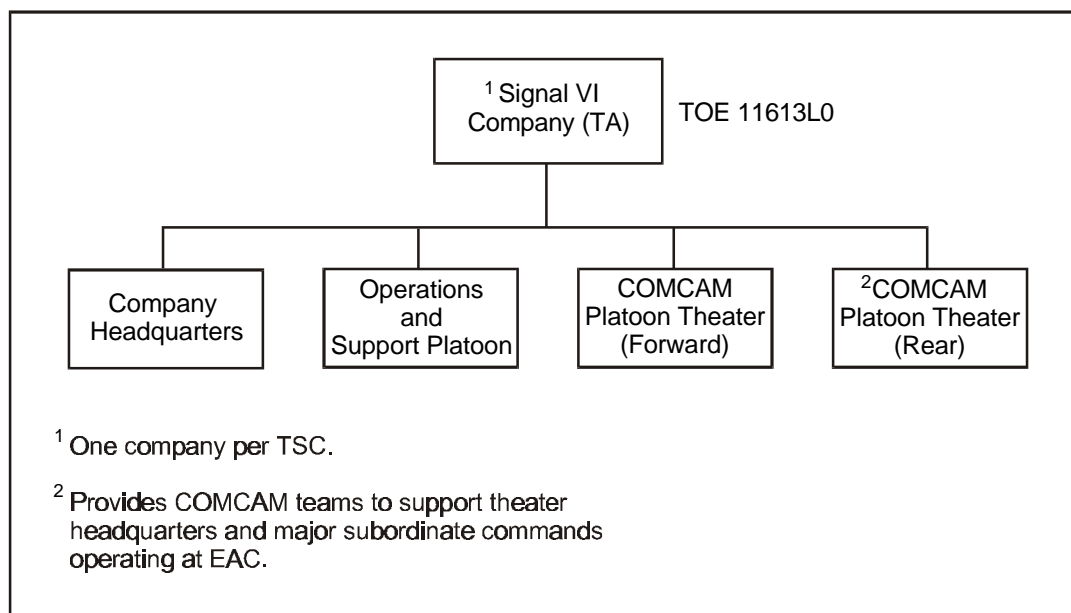 ¹ Signal VI
Company (TA)
TOE 11613L0
Company
Headquarters
Operations
and
Support Platoon
COMCAM
Platoon Theater
(Forward)
²COMCAM
Platoon Theater
(Rear)
¹ One company per TSC.
² Provides COMCAM teams to support theater
headquarters and major subordinate commands
operating at EAC.